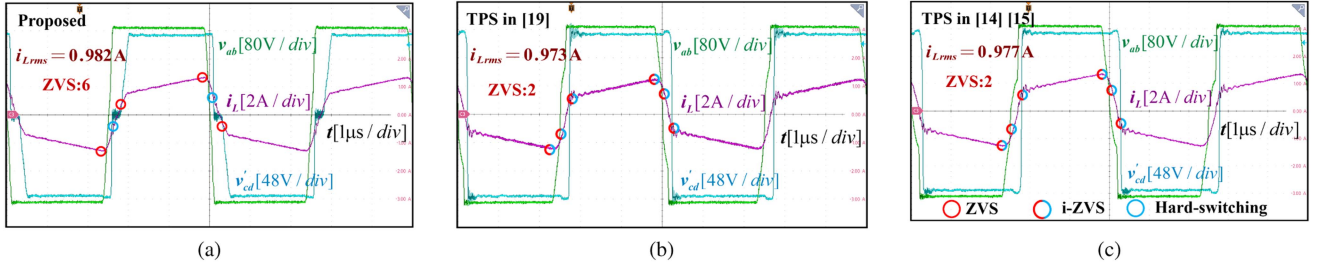 Proposed
v_ab[80V/div]
i_Lrms=0.982A
ZVS:6
i_L[2A/div]
t[1μs/div]
v'_cd[48V/div]
(a)
TPS in [19]
v_ab[80V/div]
i_Lrms=0.973A
ZVS:2
i_L[2A/div]
t[1μs/div]
v'_cd[48V/div]
(b)
TPS in [14] [15]
v_ab[80V/div]
i_Lrms=0.977A
ZVS:2
i_L[2A/div]
t[1μs/div]
v'_cd[48V/div]
ZVS i-ZVS Hard-switching
(c)